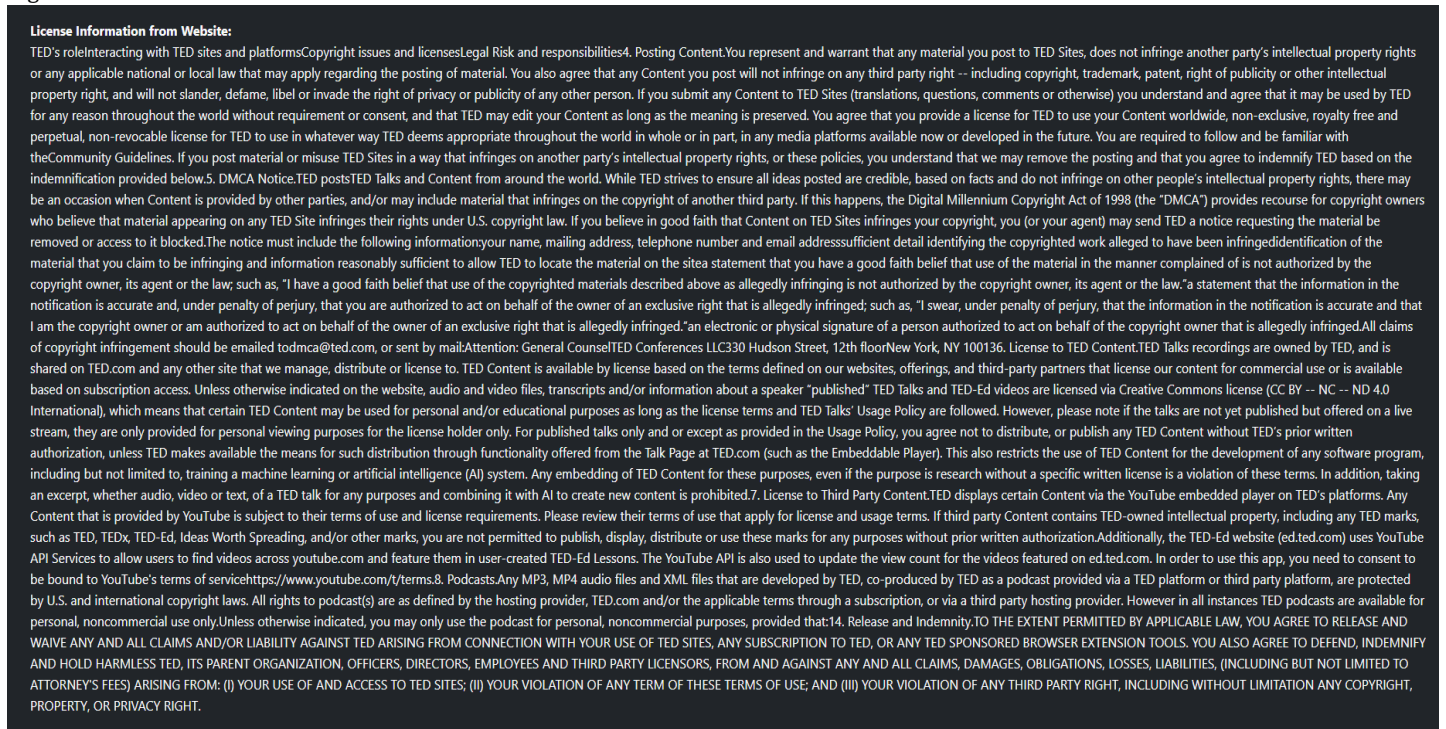 License Information from Website:
TED's roleInteracting with TED sites and platformsCopyright issues and licensesLegal Risk and responsibilities4. Posting Content.You represent and warrant that any material you post to TED Sites, does not infringe another party's intellectual property rights
or any applicable national or local law that may apply regarding the posting of material. You also agree that any Content you post will not infringe on any third party right -- including copyright, trademark, patent, right of publicity or other intellectual
property right, and will not slander, defame, libel or invade the right of privacy or publicity of any other person. If you submit any Content to TED Sites (translations, questions, comments or otherwise) you understand and agree that it may be used by TED
for any reason throughout the world without requirement or consent, and that TED may edit your Content as long as the meaning is preserved. You agree that you provide a license for TED to use your Content worldwide, non-exclusive, royalty free and
perpetual, non-revocable license for TED to use in whatever way TED deems appropriate throughout the world in whole or in part, in any media platforms available now or developed in the future. You are required to follow and be familiar with
theCommunity Guidelines. If you post material or misuse TED Sites in a way that infringes on another party's intellectual property rights, or these policies, you understand that we may remove the posting and that you agree to indemnify TED based on the
indemnification provided below.5. DMCA Notice.TED postsTED Talks and Content from around the world. While TED strives to ensure all ideas posted are credible, based on facts and do not infringe on other people's intellectual property rights, there may
be an occasion when Content is provided by other parties, and/or may include material that infringes on the copyright of another third party. If this happens, the Digital Millennium Copyright Act of 1998 (the "DMCA") provides recourse for copyright owners
who believe that material appearing on any TED Site infringes their rights under U.S. copyright law. If you believe in good faith that Content on TED Sites infringes your copyright, you (or your agent) may send TED a notice requesting the material be
removed or access to it blocked.The notice must include the following information:your name, mailing address, telephone number and email addresssufficient detail identifying the copyrighted work alleged to have been infringedidentification of the
material that you claim to be infringing and information reasonably sufficient to allow TED to locate the material on the sitea statement that you have a good faith belief that use of the material in the manner complained of is not authorized by the
copyright owner, its agent or the law; such as, "I have a good faith belief that use of the copyrighted materials described above as allegedly infringing is not authorized by the copyright owner, its agent or the law."a statement that the information in the
notification is accurate and, under penalty of perjury, that you are authorized to act on behalf of the owner of an exclusive right that is allegedly infringed; such as, "I swear, under penalty of perjury, that the information in the notification is accurate and that
I am the copyright owner or am authorized to act on behalf of the owner of an exclusive right that is allegedly infringed."an electronic or physical signature of a person authorized to act on behalf of the copyright owner that is allegedly infringed.All claims
of copyright infringement should be emailed todmca@ted.com, or sent by mail:Attention: General CounselTED Conferences LLC330 Hudson Street, 12th floorNew York, NY 100136. License to TED Content.TED Talks recordings are owned by TED, and is
shared on TED.com and any other site that we manage, distribute or license to. TED Content is available by license based on the terms defined on our websites, offerings, and third-party partners that license our content for commercial use or is available
based on subscription access. Unless otherwise indicated on the website, audio and video files, transcripts and/or information about a speaker "published" TED Talks and TED-Ed videos are licensed via Creative Commons license (CC BY -- NC -- ND 4.0
International), which means that certain TED Content may be used for personal and/or educational purposes as long as the license terms and TED Talks' Usage Policy are followed. However, please note if the talks are not yet published but offered on a live
stream, they are only provided for personal viewing purposes for the license holder only. For published talks only and or except as provided in the Usage Policy, you agree not to distribute, or publish any TED Content without TED's prior written
authorization, unless TED makes available the means for such distribution through functionality offered from the Talk Page at TED.com (such as the Embeddable Player). This also restricts the use of TED Content for the development of any software program,
including but not limited to, training a machine learning or artificial intelligence (AI) system. Any embedding of TED Content for these purposes, even if the purpose is research without a specific written license is a violation of these terms. In addition, taking
an excerpt, whether audio, video or text, of a TED talk for any purposes and combining it with AI to create new content is prohibited.7. License to Third Party Content.TED displays certain Content via the YouTube embedded player on TED's platforms. Any
Content that is provided by YouTube is subject to their terms of use and license requirements. Please review their terms of use that apply for license and usage terms. If third party Content contains TED-owned intellectual property, including any TED marks,
such as TED, TEDx, TED-Ed, Ideas Worth Spreading, and/or other marks, you are not permitted to publish, display, distribute or use these marks for any purposes without prior written authorization.Additionally, the TED-Ed website (ed.ted.com) uses YouTube
API Services to allow users to find videos across youtube.com and feature them in user-created TED-Ed Lessons. The YouTube API is also used to update the view count for the videos featured on ed.ted.com. In order to use this app, you need to consent to
be bound to YouTube's terms of servicehttps://www.youtube.com/t/terms.8. Podcasts.Any MP3, MP4 audio files and XML files that are developed by TED, co-produced by TED as a podcast provided via a TED platform or third party platform, are protected
by U.S. and international copyright laws. All rights to podcast(s) are as defined by the hosting provider, TED.com and/or the applicable terms through a subscription, or via a third party hosting provider. However in all instances TED podcasts are available for
personal, noncommercial use only.Unless otherwise indicated, you may only use the podcast for personal, noncommercial purposes, provided that:14. Release and Indemnity.TO THE EXTENT PERMITTED BY APPLICABLE LAW, YOU AGREE TO RELEASE AND
WAIVE ANY AND ALL CLAIMS AND/OR LIABILITY AGAINST TED ARISING FROM CONNECTION WITH YOUR USE OF TED SITES, ANY SUBSCRIPTION TO TED, OR ANY TED SPONSORED BROWSER EXTENSION TOOLS. YOU ALSO AGREE TO DEFEND, INDEMNIFY
AND HOLD HARMLESS TED, ITS PARENT ORGANIZATION, OFFICERS, DIRECTORS, EMPLOYEES AND THIRD PARTY LICENSORS, FROM AND AGAINST ANY AND ALL CLAIMS, DAMAGES, OBLIGATIONS, LOSSES, LIABILITIES, (INCLUDING BUT NOT LIMITED TO
ATTORNEY'S FEES) ARISING FROM: (I) YOUR USE OF AND ACCESS TO TED SITES; (II) YOUR VIOLATION OF ANY TERM OF THESE TERMS OF USE; AND (III) YOUR VIOLATION OF ANY THIRD PARTY RIGHT, INCLUDING WITHOUT LIMITATION ANY COPYRIGHT,
PROPERTY, OR PRIVACY RIGHT.